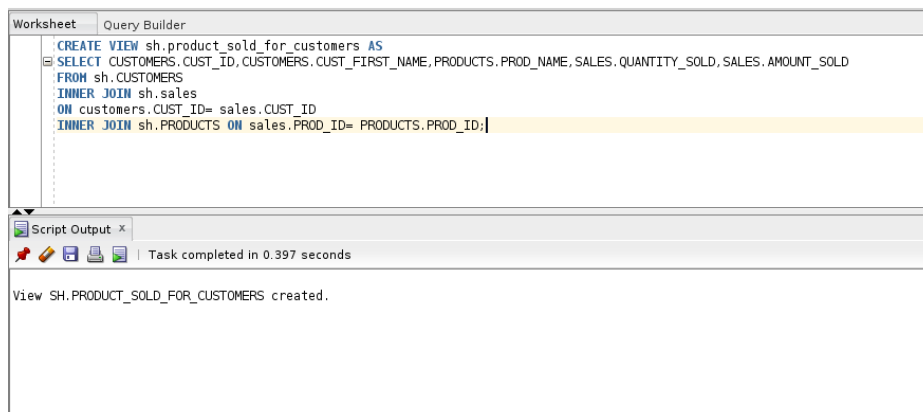 Worksheet Query Builder
CREATE VIEW sh.product_sold_for_customers AS
SELECT CUSTOMERS.CUST_ID,CUSTOMERS.CUST_FIRST_NAME,PRODUCTS.PROD_NAME,SALES.QUANTITY_SOLD,SALES.AMOUNT_SOLD
FROM sh.CUSTOMERS
INNER JOIN sh.sales
ON customers.CUST_ID= sales.CUST_ID
INNER JOIN sh.PRODUCTS ON sales.PROD_ID= PRODUCTS.PROD_ID;
Script Output x
Task completed in 0.397 seconds
View SH.PRODUCT_SOLD_FOR_CUSTOMERS created.